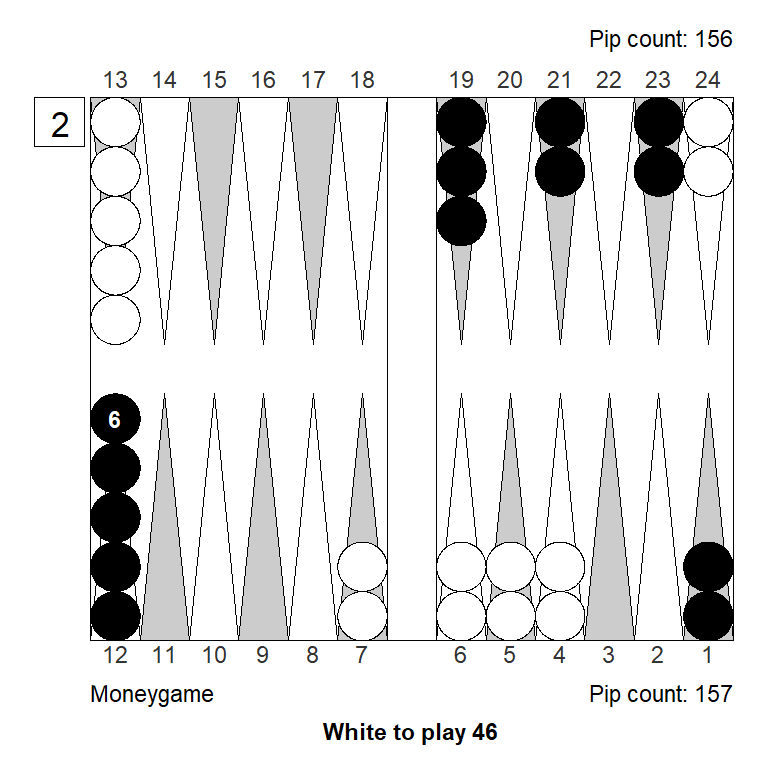 Pip count: 156
13 14 15 16 17 18 19 20 21 22 23 24
2
6
12 11 10 9 8 7 6 5 4 3 2 1
Moneygame Pip count: 157
White to play 46